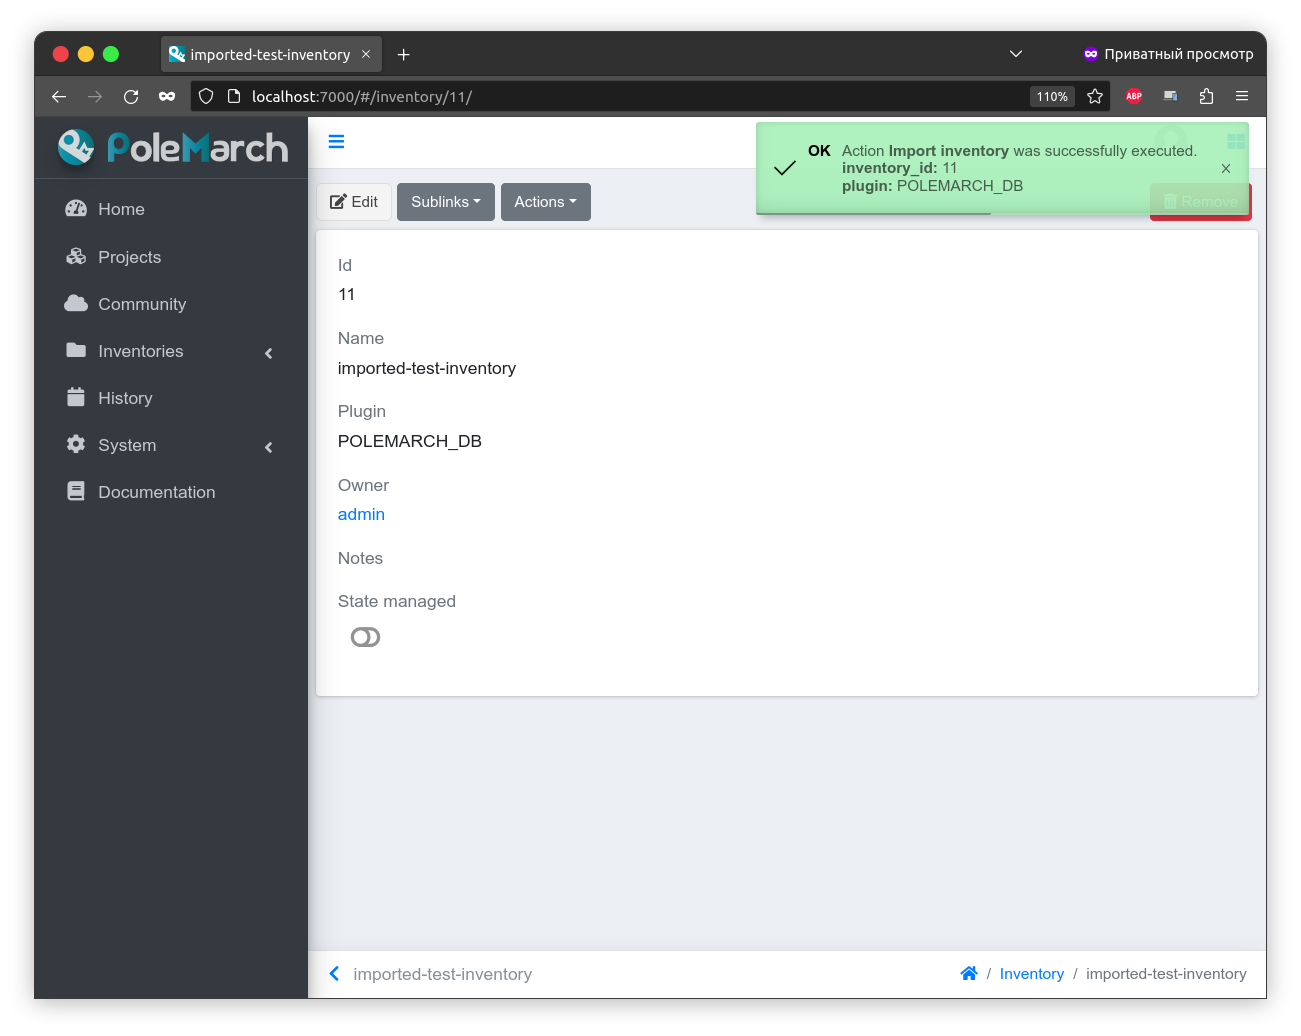 imported-test-inventory
Приватный просмотр
localhost:7000/#/inventory/11/
110%
ABP
PoleMarch
Home
Projects
Community
Inventories
History
System
Documentation
OK Action Import inventory was successfully executed.
inventory_id: 11
plugin: POLEMARCH_DB
Edit Sublinks Actions Remove
Id
11
Name
imported-test-inventory
Plugin
POLEMARCH_DB
Owner
admin
Notes
State managed
imported-test-inventory
/ Inventory / imported-test-inventory